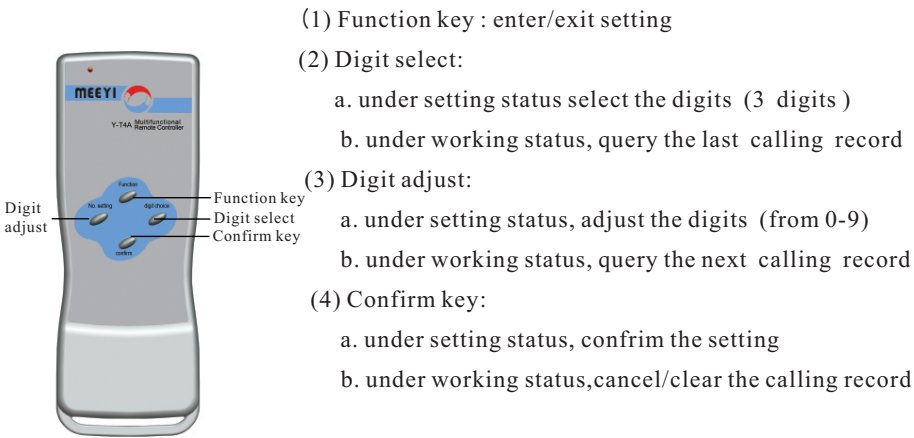 (1) Function key : enter/exit setting
(2) Digit select:
a. under setting status select the digits (3 digits )
b. under working status, query the last calling record
(3) Digit adjust:
a. under setting status, adjust the digits (from 0-9)
b. under working status, query the next calling record
(4) Confirm key:
a. under setting status, confrim the setting
b. under working status,cancel/clear the calling record
MEEYI
Y-T4A Multifunctional
Remote Controller
Function
No. setting
digit choice
confirm
Digit
adjust
Function key
Digit select
Confirm key